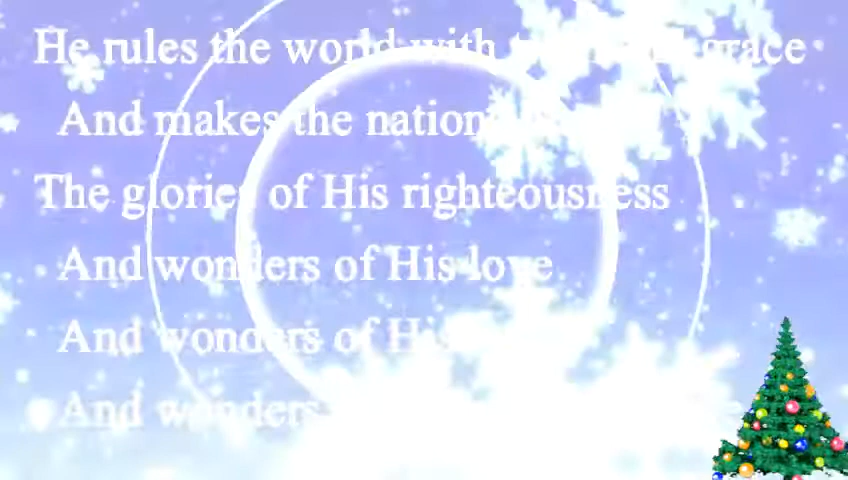 He rules the world with truth and grace
And makes the nations
The glories of His righteousness
And wonders of His love
And wonders of His
And wonders